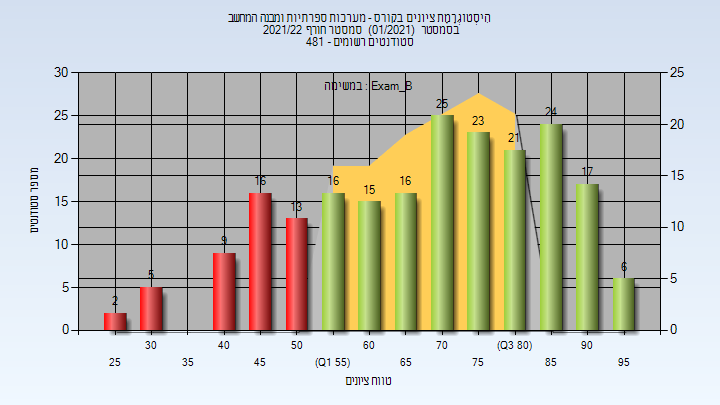 הִיסְטוֹגְרָמַת ציונים בקורס - מערכות ספרתיות ומבנה המחשב
בסמסטר (01/2021) סמסטר חורף 2021/22
סטודנטים רשומים - 481
במשימה : Exam_B
30 25 20 15 10 5 0
מספר סטודנטים
25 20 15 10 5 0
2 5 9 16 13 16 15 16 25 23 21 24 17 6
30 40 50 60 70 (Q3 80) 90
25 35 45 (Q1 55) 65 75 85 95
טווח ציונים